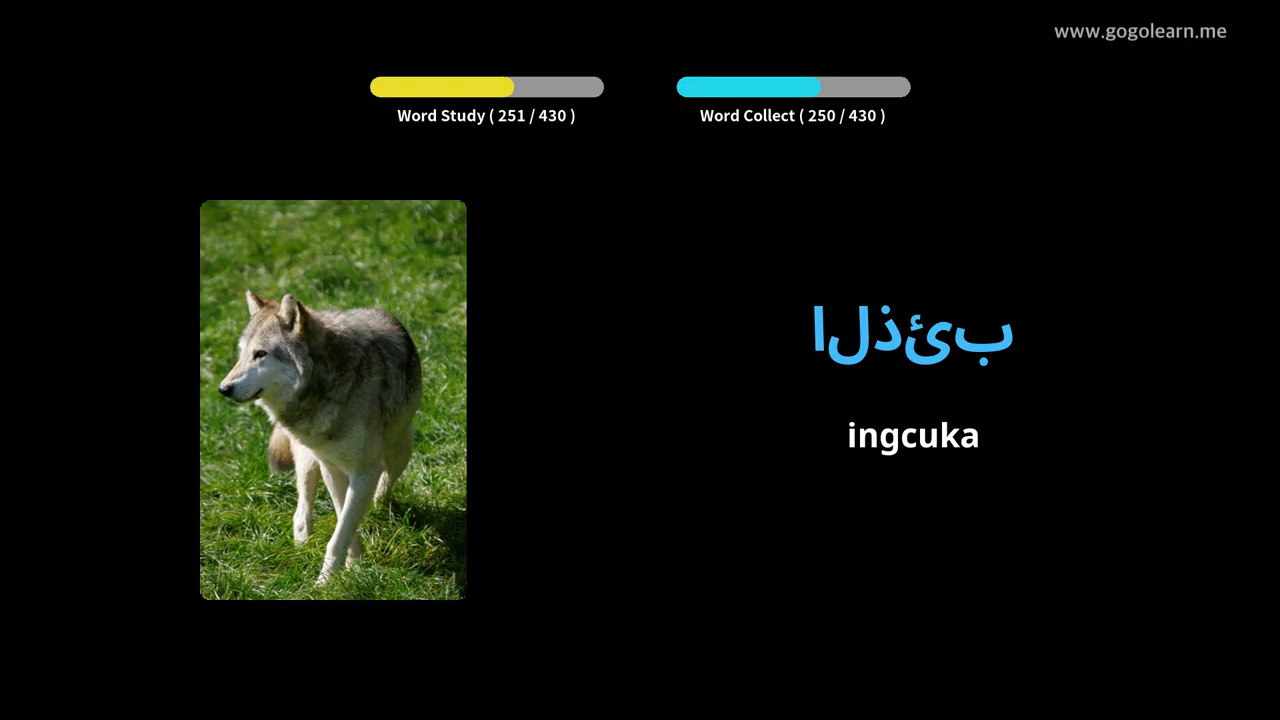 www.gogolearn.me
Word Study ( 251 / 430 )
Word Collect ( 250 / 430 )
الذئب
ingcuka